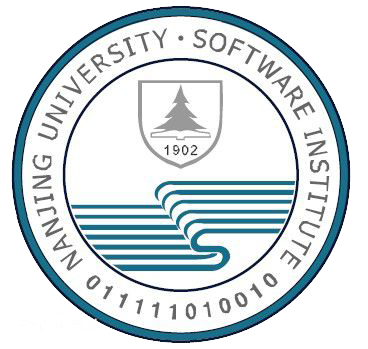 NANJING UNIVERSITY · SOFTWARE INSTITUTE
1902
011111010010